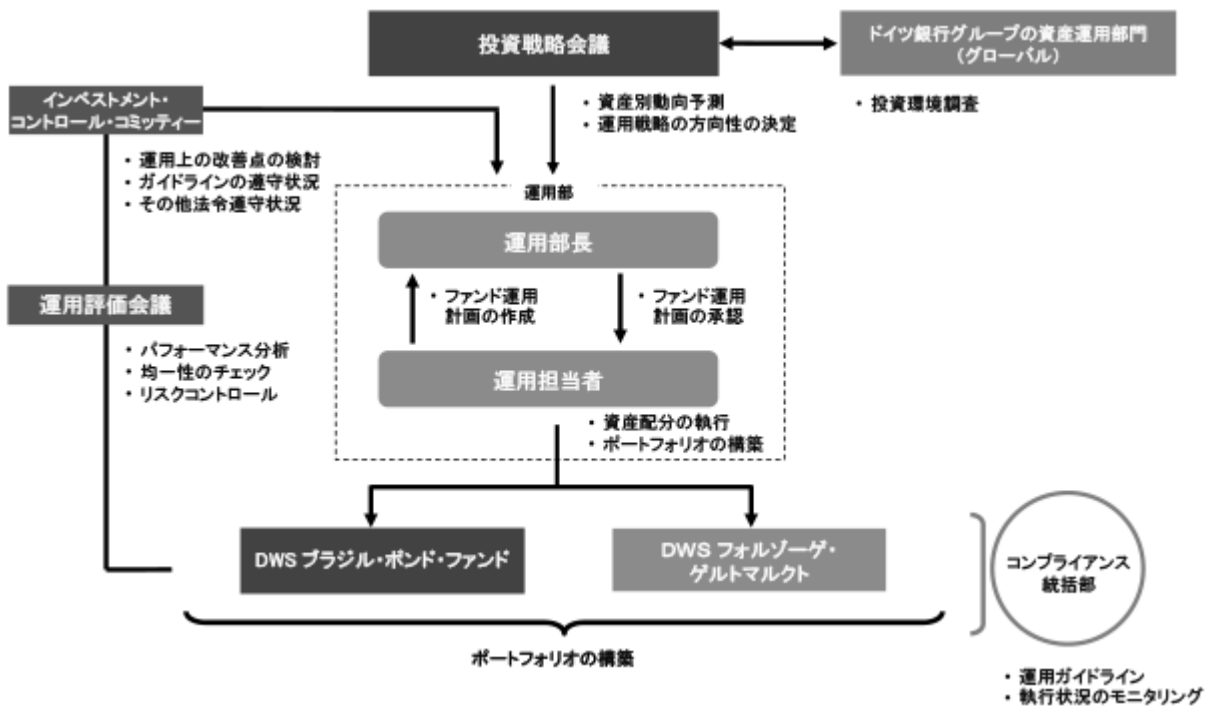 投資戦略会議
ドイツ銀行グループの資産運用部門
(グローバル)
インベストメント・
コントロール・コミッティー
・ 資産別動向予測
・ 運用戦略の方向性の決定
・ 投資環境調査
・ 運用上の改善点の検討
・ ガイドラインの遵守状況
・ その他法令遵守状況
運用部
運用部長
運用評価会議
・ ファンド運用
計画の作成
・ ファンド運用
計画の承認
・ パフォーマンス分析
・ 均一性のチェック
・ リスクコントロール
運用担当者
・ 資産配分の執行
・ ポートフォリオの構築
DWS ブラジル・ボンド・ファンド
DWS フォルゾーゲ・
ゲルトマルクト
コンプライアンス
統括部
ポートフォリオの構築
・ 運用ガイドライン
・ 執行状況のモニタリング